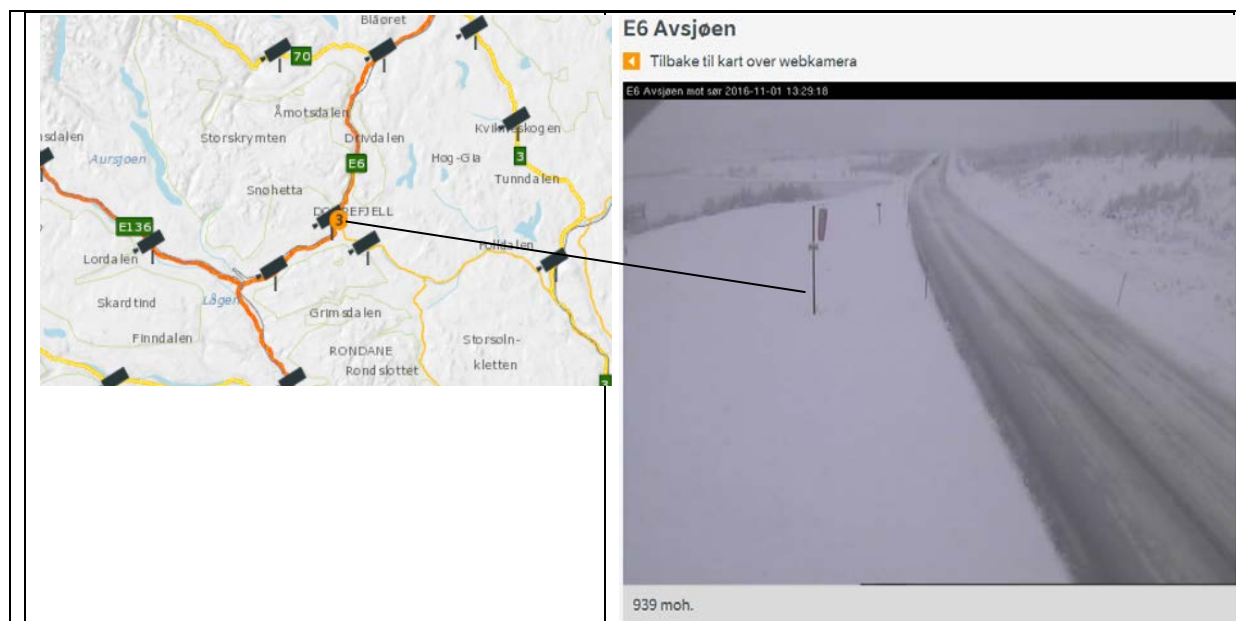 Blåøret
70
Åmotsdalen
Storskrymten
Drivdalen
Kvikneskogen
Aursjoen
E6
Hog-Gia
3
Tunndalen
Snøhetta
3
E136
Lordalen
Skardtind
Lågen
Grimsdalen
Finndalen
Storsøln-
kletten
RONDANE
Rondslottet
3
E6 Avsjøen
Tilbake til kart over webkamera
E6 Avsjøen mot sør 2016-11-01 13:29:18
939 moh.